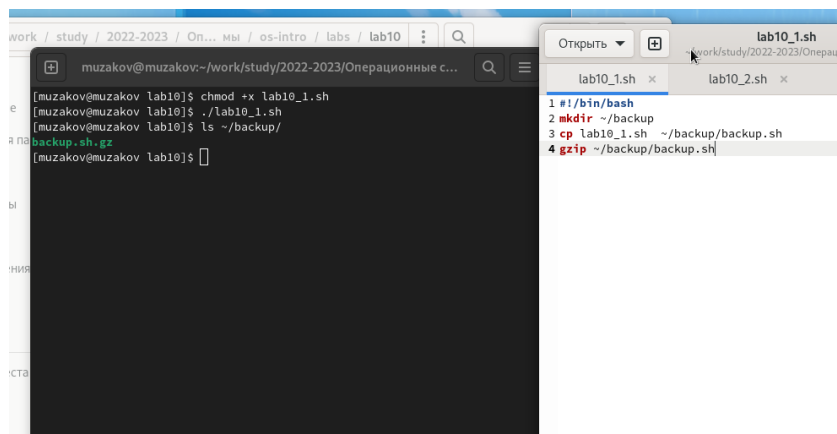 work / study / 2022-2023 / Оп... мы / os-intro / labs / lab10
muzakov@muzakov:~/work/study/2022-2023/Операционные с...
[muzakov@muzakov lab10]$ chmod +x lab10_1.sh
[muzakov@muzakov lab10]$ ./lab10_1.sh
[muzakov@muzakov lab10]$ ls ~/backup/
backup.sh.gz
[muzakov@muzakov lab10]$
е
я па
ы
ения
еста
Открыть
lab10_1.sh
~/work/study/2022-2023/Операц
lab10_1.sh × lab10_2.sh ×
1 #!/bin/bash
2 mkdir ~/backup
3 cp lab10_1.sh  ~/backup/backup.sh
4 gzip ~/backup/backup.sh